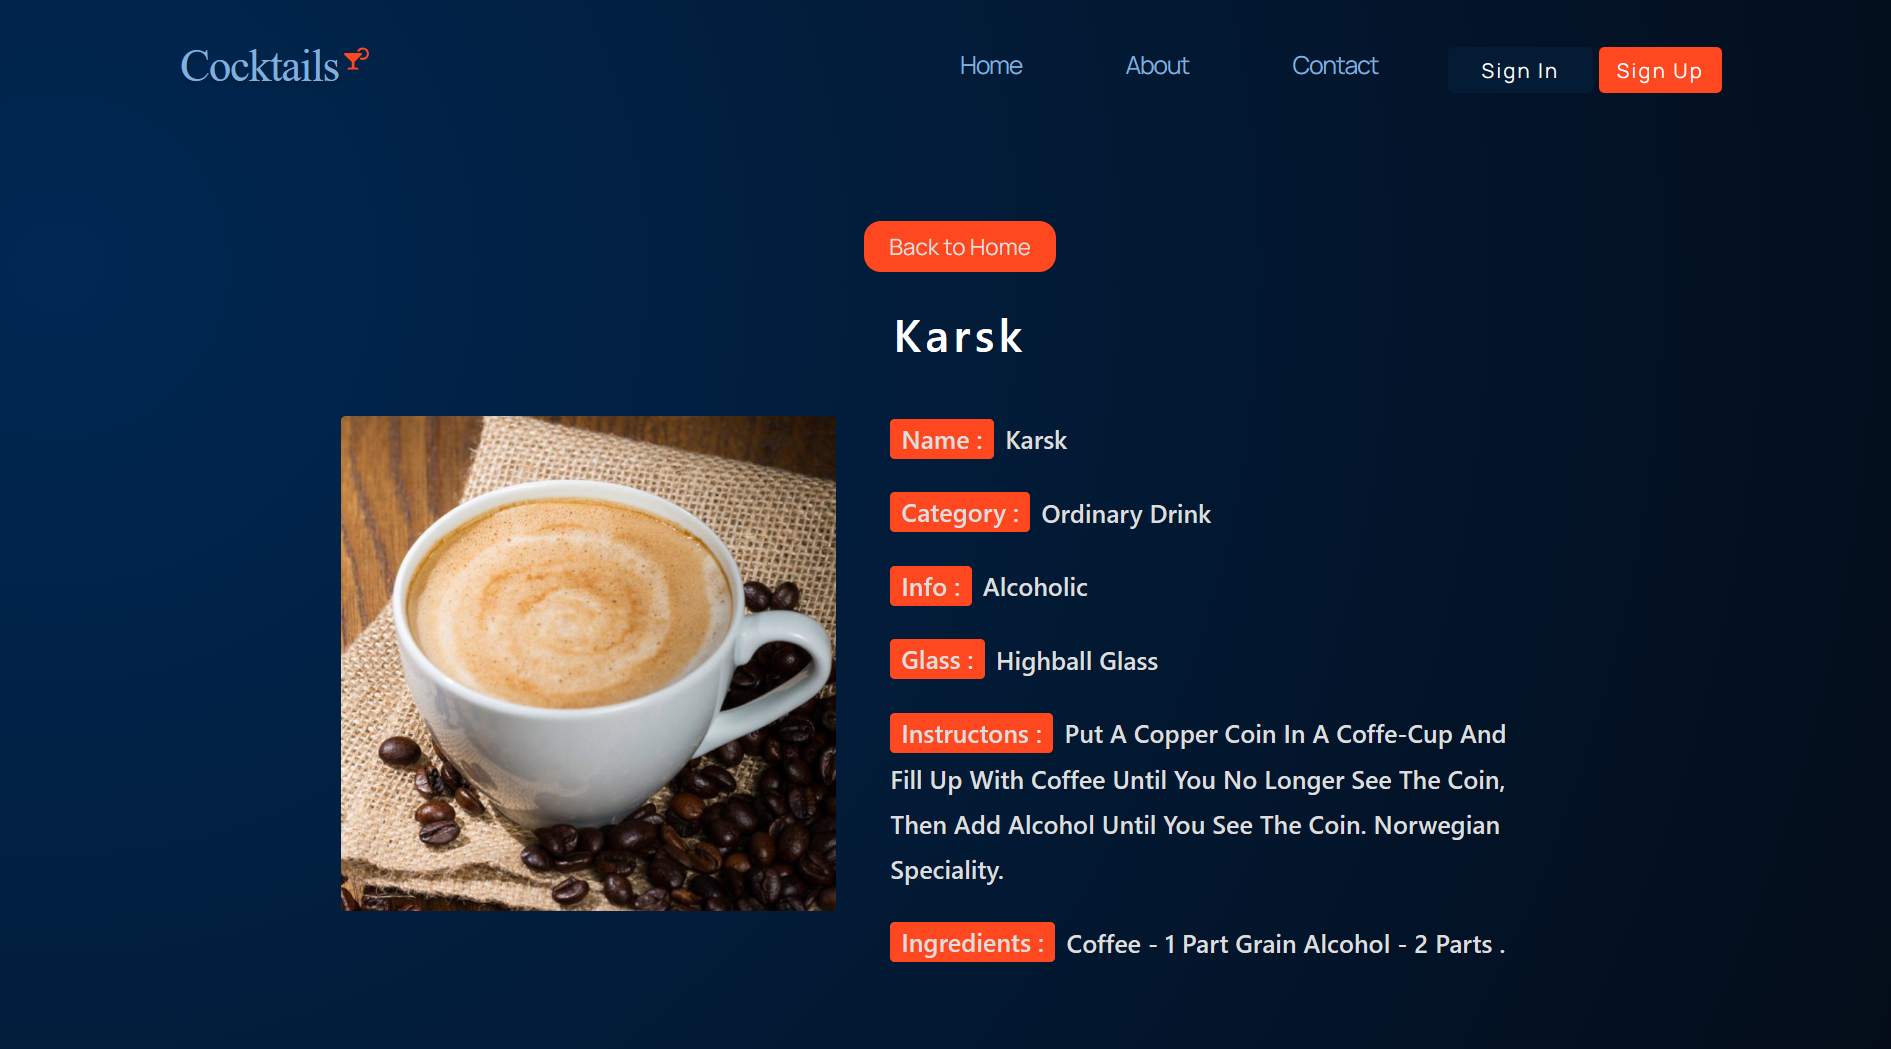 Cocktails
Home About Contact Sign In Sign Up
Back to Home
Karsk
Name : Karsk
Category : Ordinary Drink
Info : Alcoholic
Glass : Highball Glass
Instructons : Put A Copper Coin In A Coffe-Cup And
Fill Up With Coffee Until You No Longer See The Coin,
Then Add Alcohol Until You See The Coin. Norwegian
Speciality.
Ingredients : Coffee - 1 Part Grain Alcohol - 2 Parts .